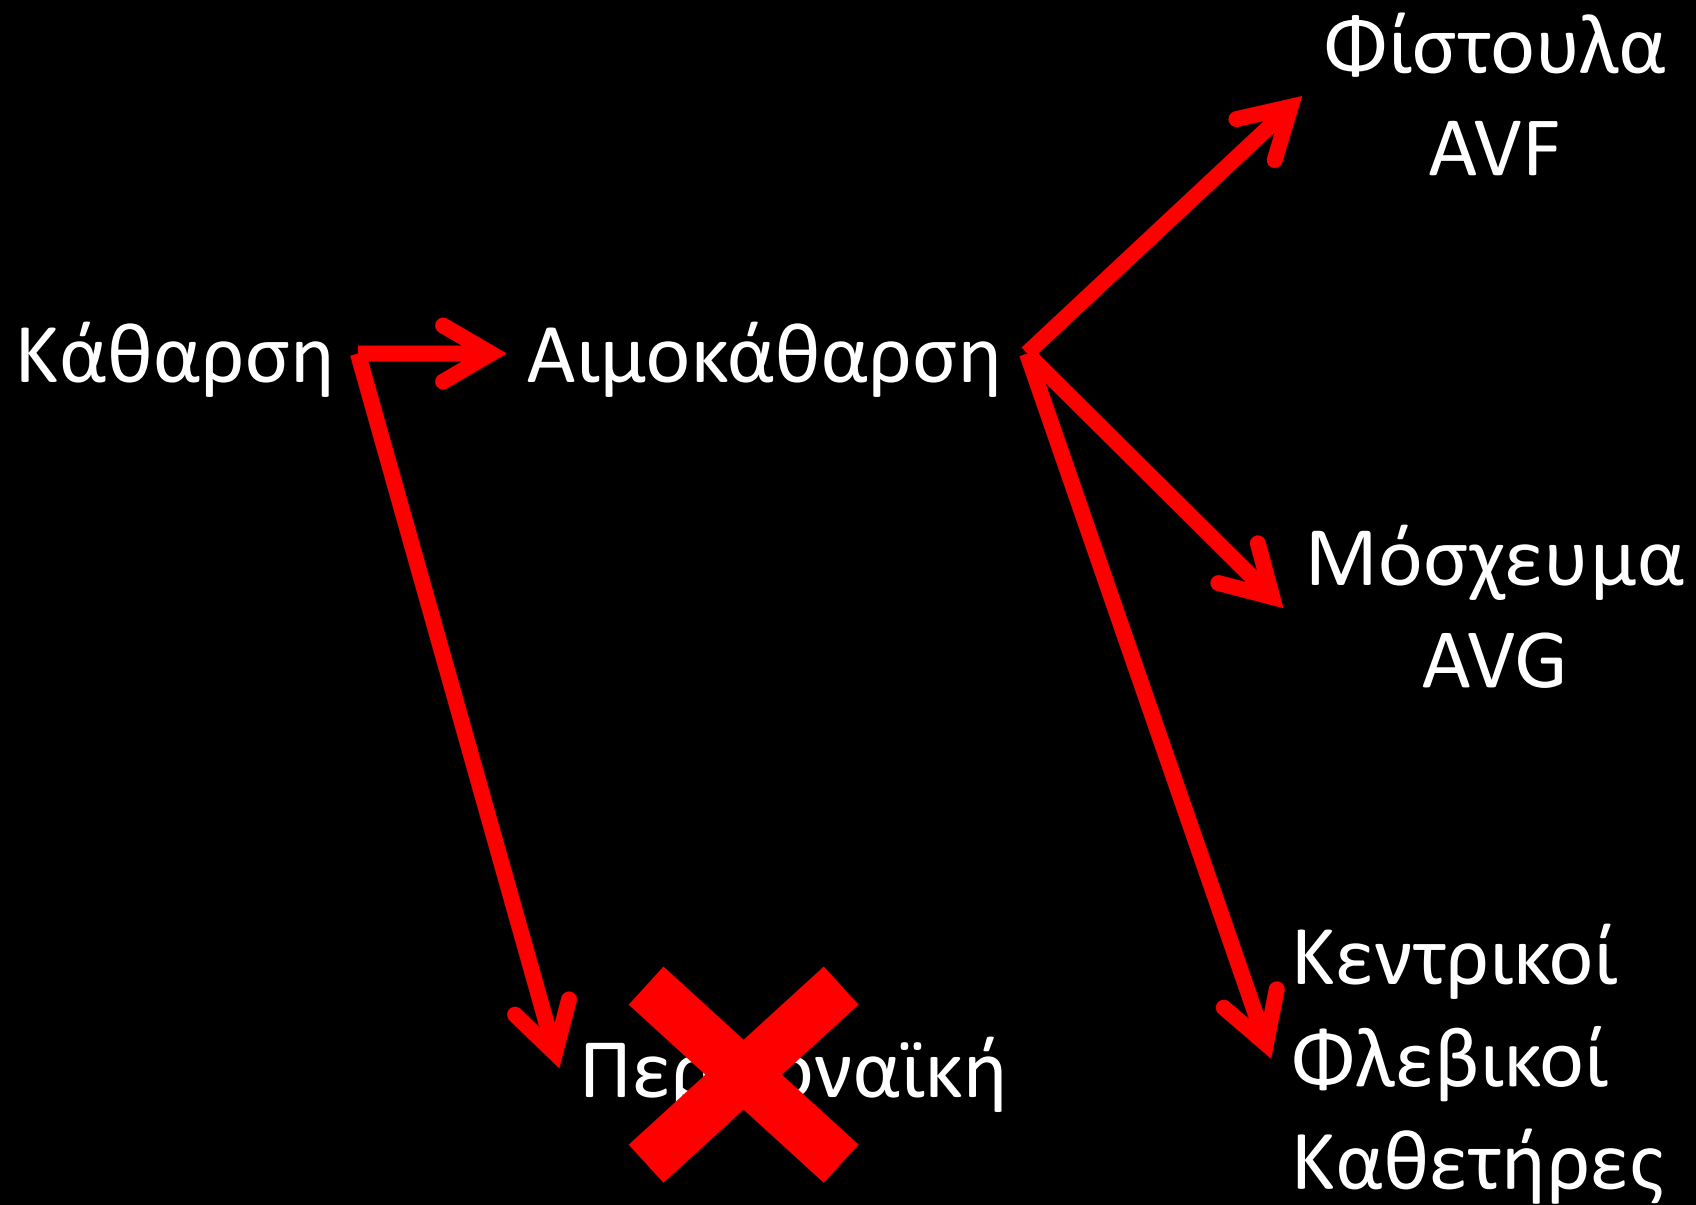 Φίστουλα
AVF
Κάθαρση
Αιμοκάθαρση
Μόσχευμα
AVG
Κεντρικοί
Φλεβικοί
Καθετήρες